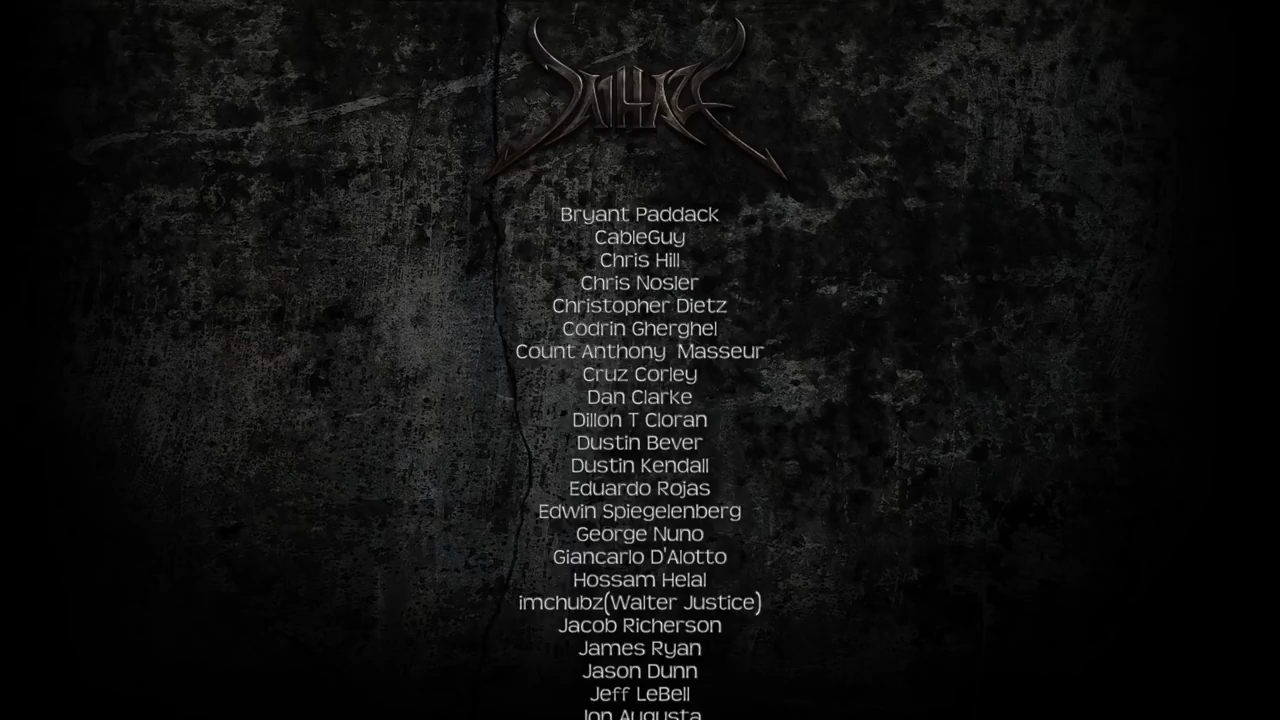 Bryant Paddack
CableGuy
Chris Hill
Chris Nosler
Christopher Dietz
Codrin Gherghel
Count Anthony  Masseur
Cruz Corley
Dan Clarke
Dillon T Cloran
Dustin Bever
Dustin Kendall
Eduardo Rojas
Edwin Spiegelenberg
George Nuno
Giancarlo D'Alotto
Hossam Helal
imchubz(Walter Justice)
Jacob Richerson
James Ryan
Jason Dunn
Jeff LeBell
Jon Augusta